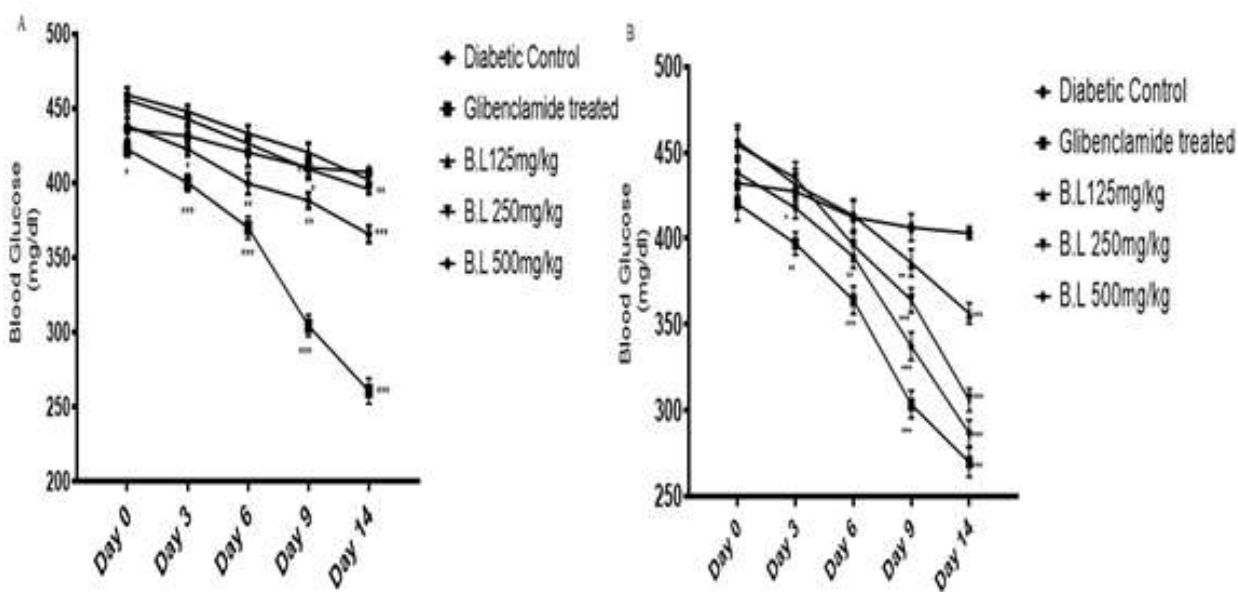 A
500
450
400
350
300
250
200
Blood Glucose
(mg/dl)
Day 0
Day 3
Day 6
Day 9
Day 14
Diabetic Control
Glibenclamide treated
B.L125mg/kg
B.L 250mg/kg
B.L 500mg/kg
B
500
450
400
350
300
250
Blood Glucose
(mg/dl)
Day 0
Day 3
Day 6
Day 9
Day 14
Diabetic Control
Glibenclamide treated
B.L125mg/kg
B.L 250mg/kg
B.L 500mg/kg